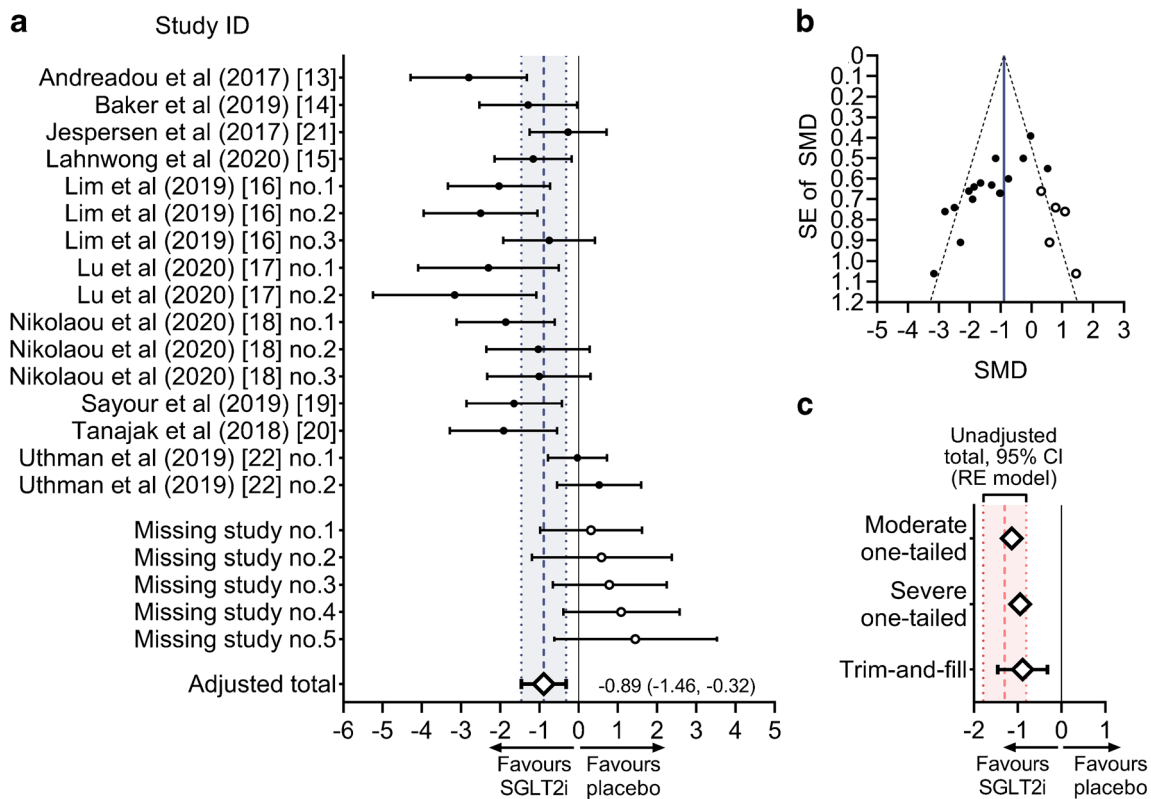 a
Study ID
Andreadou et al (2017) [13]
Baker et al (2019) [14]
Jespersen et al (2017) [21]
Lahnwong et al (2020) [15]
Lim et al (2019) [16] no.1
Lim et al (2019) [16] no.2
Lim et al (2019) [16] no.3
Lu et al (2020) [17] no.1
Lu et al (2020) [17] no.2
Nikolaou et al (2020) [18] no.1
Nikolaou et al (2020) [18] no.2
Nikolaou et al (2020) [18] no.3
Sayour et al (2019) [19]
Tanajak et al (2018) [20]
Uthman et al (2019) [22] no.1
Uthman et al (2019) [22] no.2
Missing study no.1
Missing study no.2
Missing study no.3
Missing study no.4
Missing study no.5
Adjusted total
-0.89 (-1.46, -0.32)
-6 -5 -4 -3 -2 -1 0 1 2 3 4 5
Favours SGLT2i
Favours placebo
b
SE of SMD
0
0.1
0.2
0.3
0.4
0.5
0.6
0.7
0.8
0.9
1.0
1.1
1.2
-5 -4 -3 -2 -1 0 1 2 3
SMD
c
Unadjusted
total, 95% CI
(RE model)
Moderate
one-tailed
Severe
one-tailed
Trim-and-fill
-2 -1 0 1
Favours SGLT2i
Favours placebo